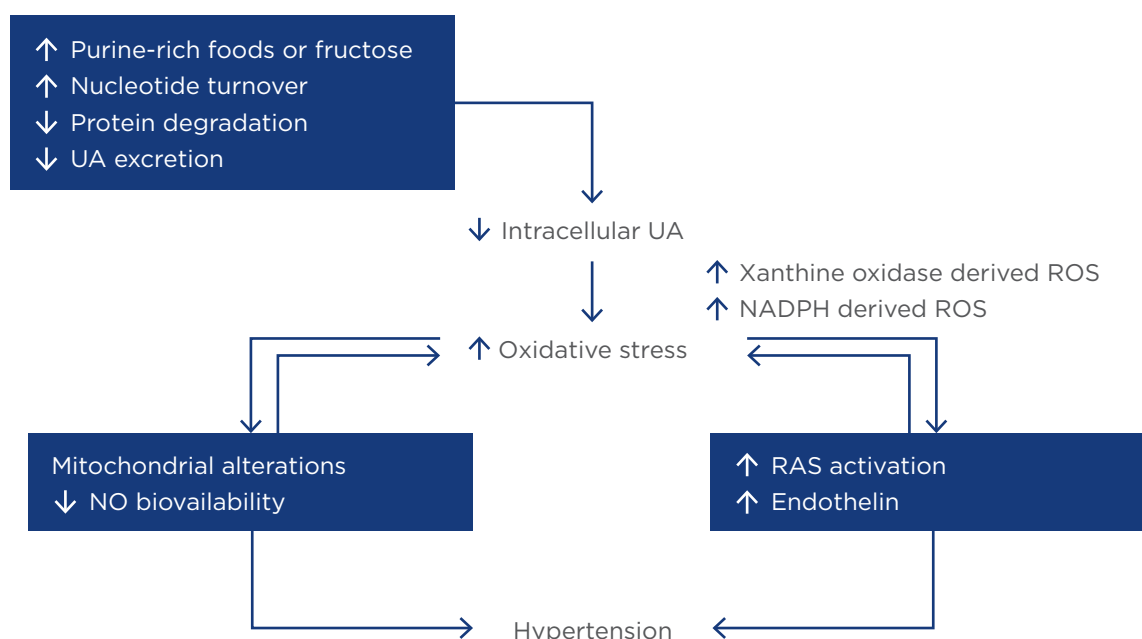 ↑ Purine-rich foods or fructose
↑ Nucleotide turnover
↓ Protein degradation
↓ UA excretion
↓ Intracellular UA
↑ Xanthine oxidase derived ROS
↑ NADPH derived ROS
↑ Oxidative stress
Mitochondrial alterations
↓ NO biovailability
↑ RAS activation
↑ Endothelin
Hypertension